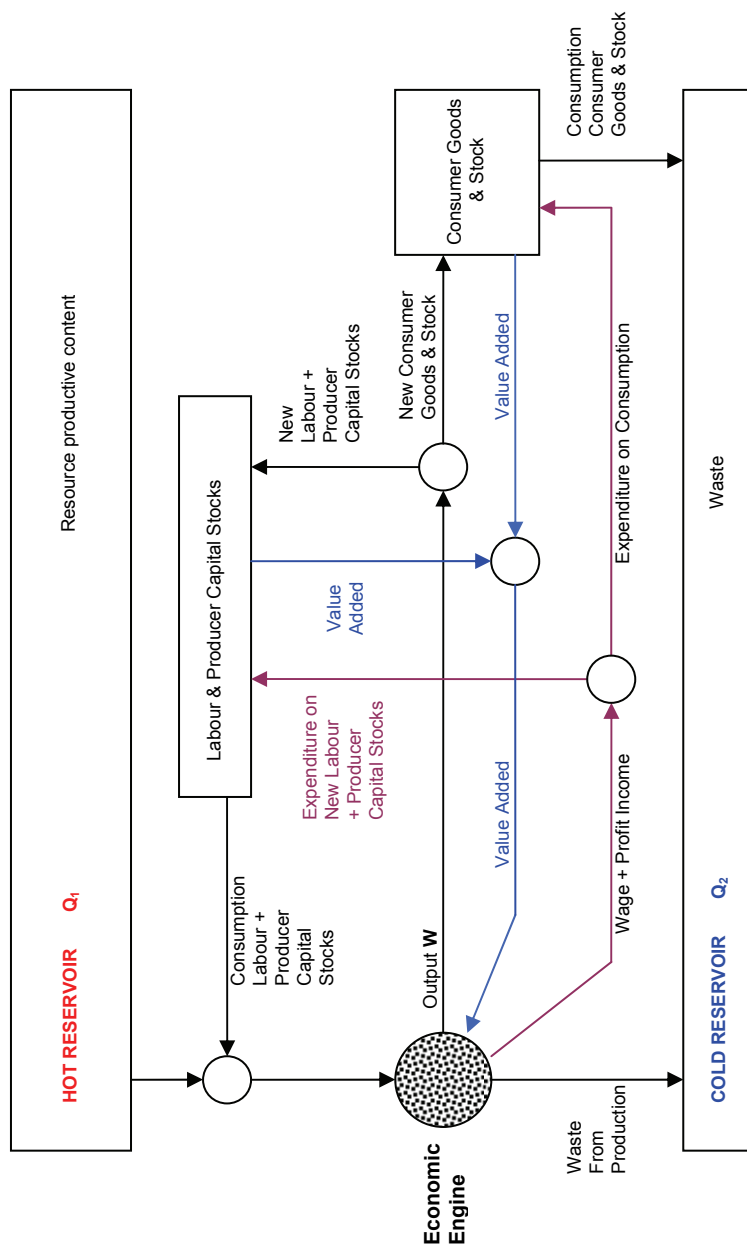 HOT RESERVOIR Q₁
Resource productive content
Labour & Producer Capital Stocks
Consumption
Labour +
Producer
Capital
Stocks
Expenditure on
New Labour
+ Producer
Capital Stocks
Value
Added
New
Labour +
Producer
Capital Stocks
Economic
Engine
Output W
New Consumer
Goods & Stock
Consumer Goods
& Stock
Value Added
Value Added
Wage + Profit Income
Expenditure on Consumption
Waste
From
Production
Consumption
Consumer
Goods & Stock
COLD RESERVOIR Q₂
Waste